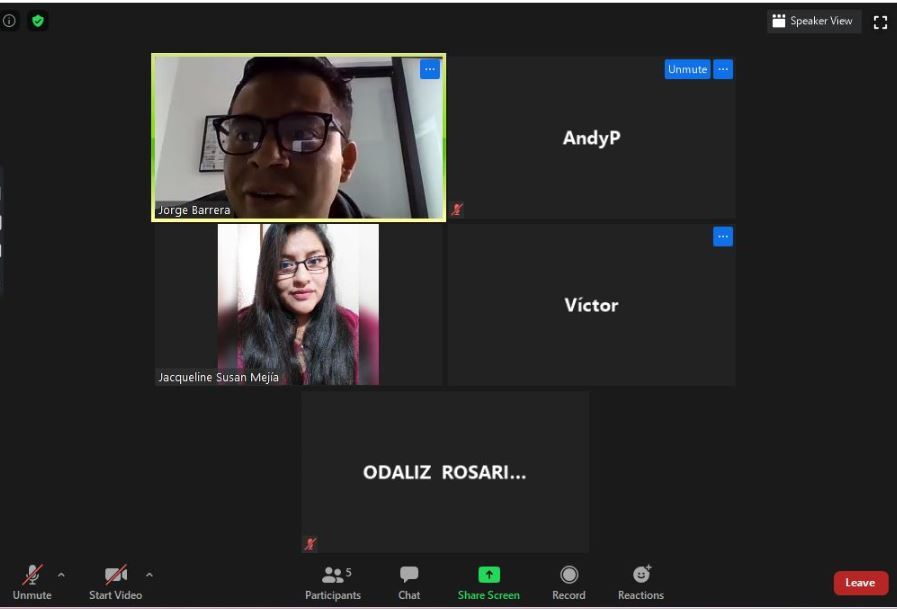 Speaker View
Jorge Barrera
Unmute
AndyP
Jacqueline Susan Mejía
Víctor
ODALIZ ROSARI...
Unmute
Start Video
5
Participants
Chat
Share Screen
Record
Reactions
Leave